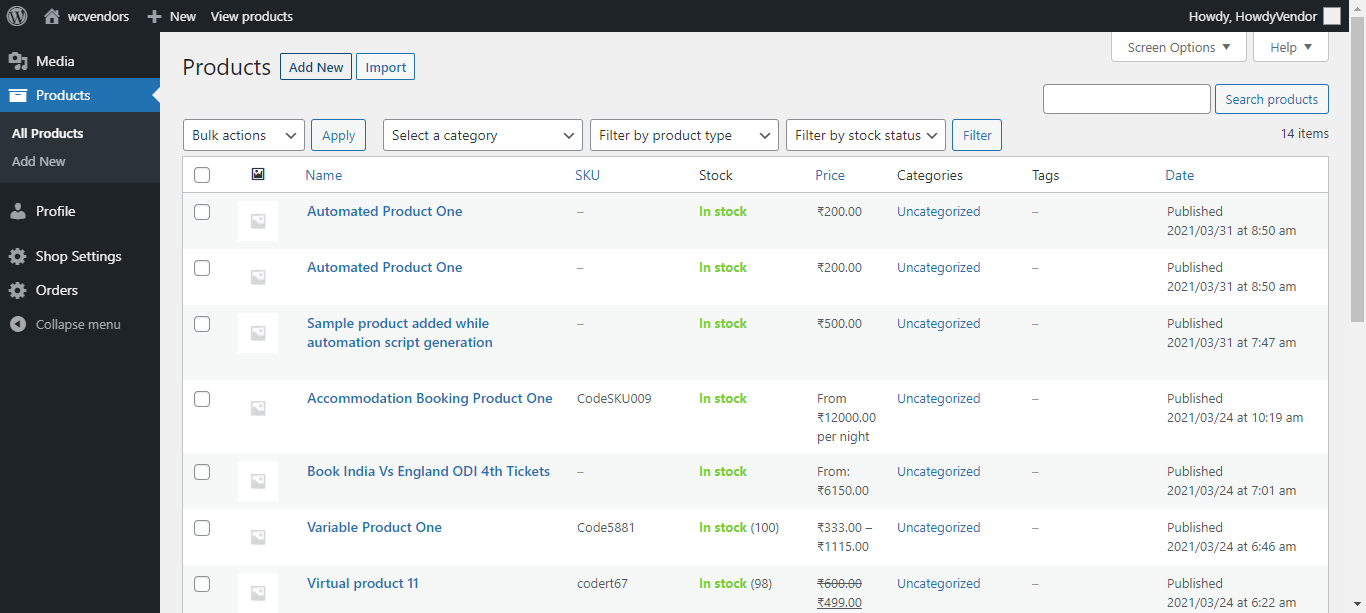 wcvendors New View products Howdy, HowdyVendor
Screen Options Help
Media
Products
All Products
Add New
Profile
Shop Settings
Orders
Collapse menu
Products Add New Import
Search products
Bulk actions Apply Select a category Filter by product type Filter by stock status Filter 14 items
Name SKU Stock Price Categories Tags Date
Automated Product One – In stock ₹200.00 Uncategorized – Published
2021/03/31 at 8:50 am
Automated Product One – In stock ₹200.00 Uncategorized – Published
2021/03/31 at 8:50 am
Sample product added while – In stock ₹500.00 Uncategorized – Published
automation script generation 2021/03/31 at 7:47 am
Accommodation Booking Product One CodeSKU009 In stock From Uncategorized – Published
₹12000.00 2021/03/24 at 10:19 am
per night
Book India Vs England ODI 4th Tickets – In stock From: Uncategorized – Published
₹6150.00 2021/03/24 at 7:01 am
Variable Product One Code5881 In stock (100) ₹333.00 – Uncategorized – Published
₹1115.00 2021/03/24 at 6:46 am
Virtual product 11 codert67 In stock (98) ₹600.00 Uncategorized – Published
₹499.00 2021/03/24 at 6:22 am